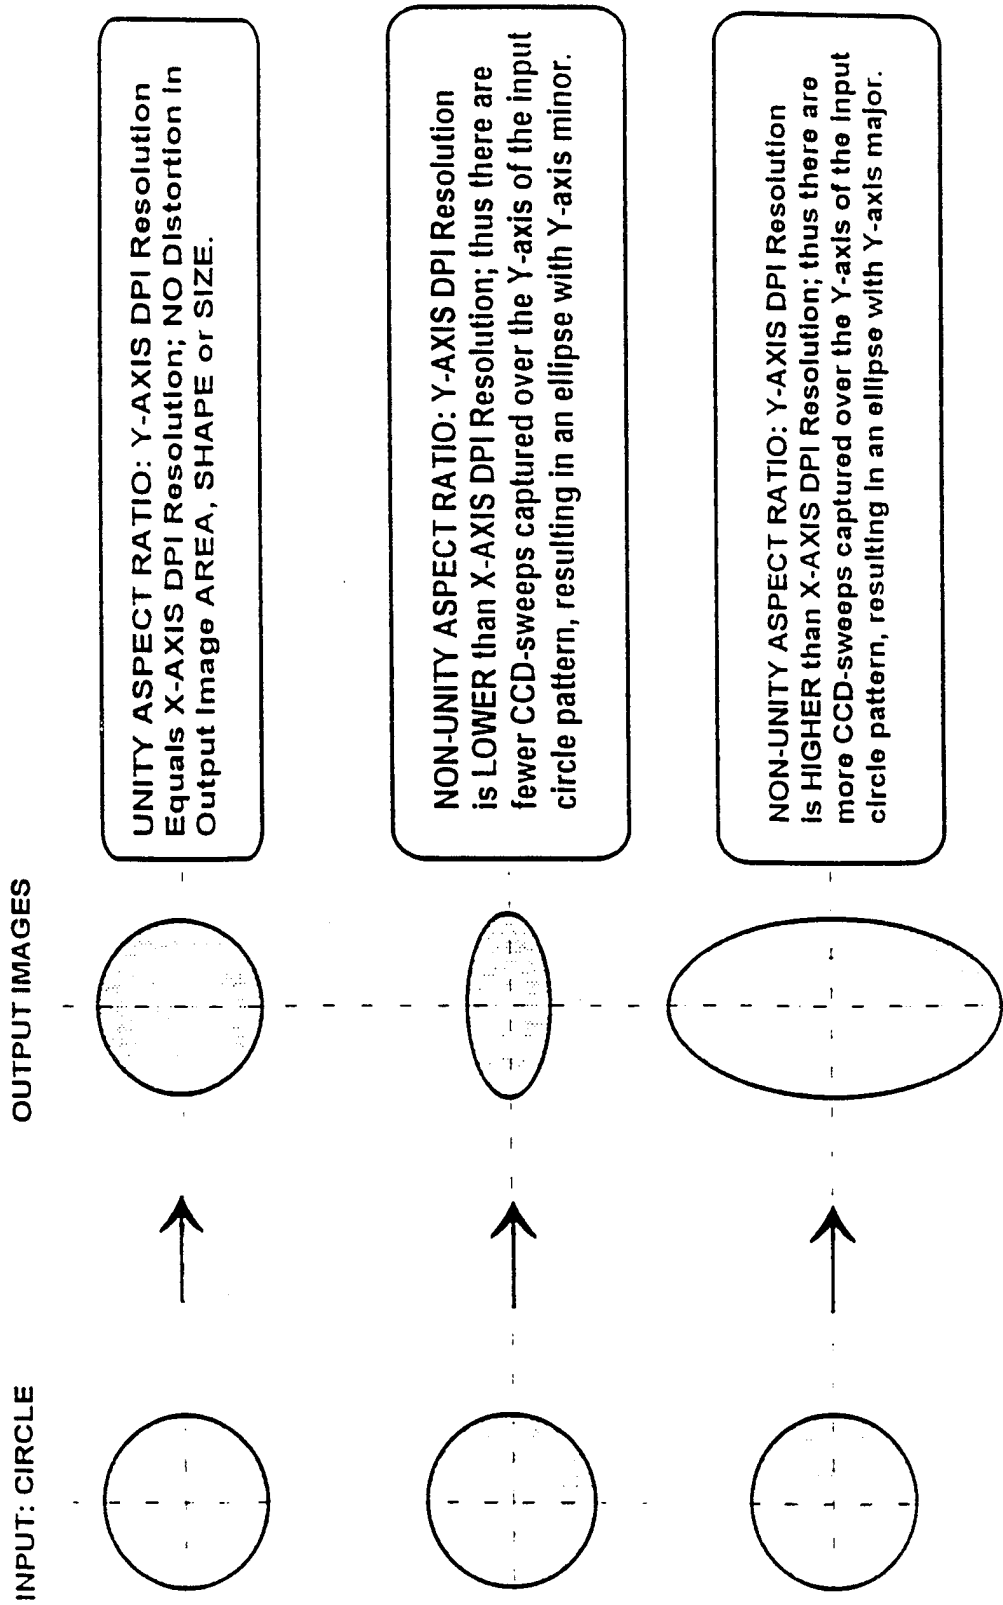 INPUT: CIRCLE
OUTPUT IMAGES
UNITY ASPECT RATIO: Y-AXIS DPI Resolution
Equals X-AXIS DPI Resolution; NO Distortion in
Output Image AREA, SHAPE or SIZE.
NON-UNITY ASPECT RATIO: Y-AXIS DPI Resolution
is LOWER than X-AXIS DPI Resolution; thus there are
fewer CCD-sweeps captured over the Y-axis of the input
circle pattern, resulting in an ellipse with Y-axis minor.
NON-UNITY ASPECT RATIO: Y-AXIS DPI Resolution
is HIGHER than X-AXIS DPI Resolution; thus there are
more CCD-sweeps captured over the Y-axis of the input
circle pattern, resulting in an ellipse with Y-axis major.